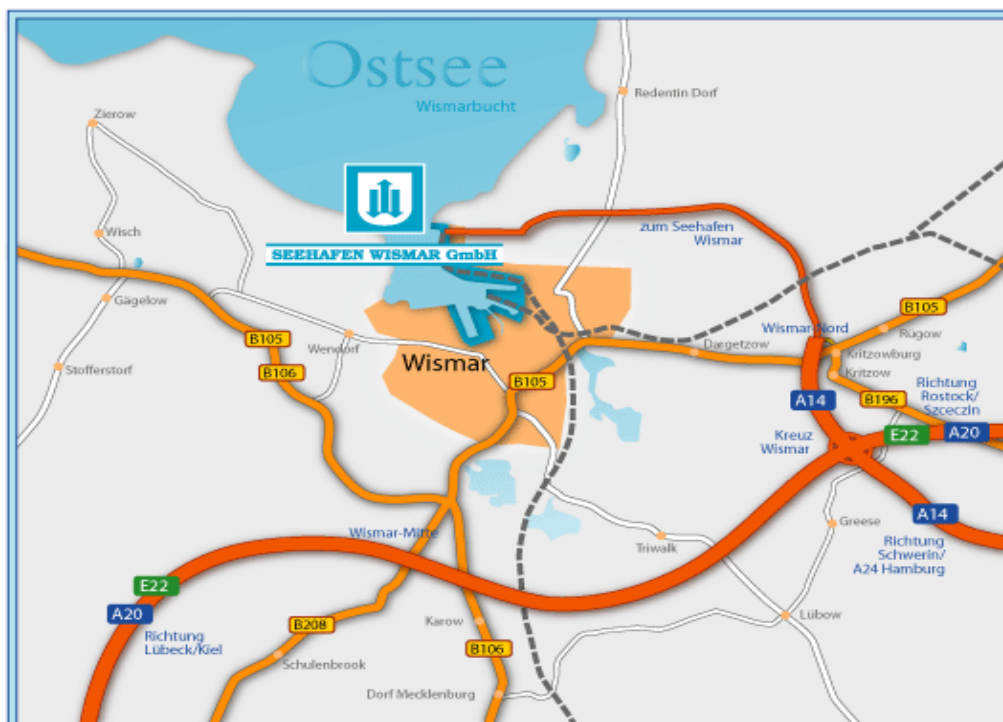 Ostsee
Wismarbucht
Redentin Dorf
Zierow
Wisch
zum Seehafen
Wismar
SEEHAFEN WISMAR GmbH
Gägelow
B105
Wismar-Nord
Rügow
B105
Wendorf
Dargetzow
Kritzowburg
Stofferstorf
B106
Wismar
B105
Kritzow
Richtung
Rostock/
Szceczin
A14
B196
Kreuz
Wismar
E22
A20
A14
Greese
Wismar-Mitte
Triwalk
Richtung
Schwerin/
A24 Hamburg
E22
A20
Richtung
Lübeck/Kiel
B208
Karow
Lübow
B106
Schulenbrook
Dorf Mecklenburg